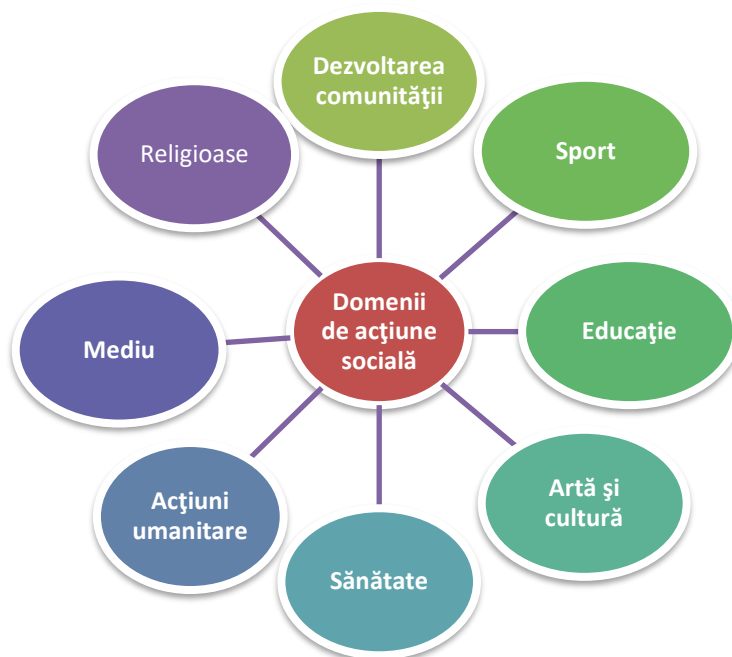 Dezvoltarea
comunităţii
Sport
Educaţie
Artă şi
cultură
Sănătate
Acţiuni
umanitare
Mediu
Religioase
Domenii
de acţiune
socială